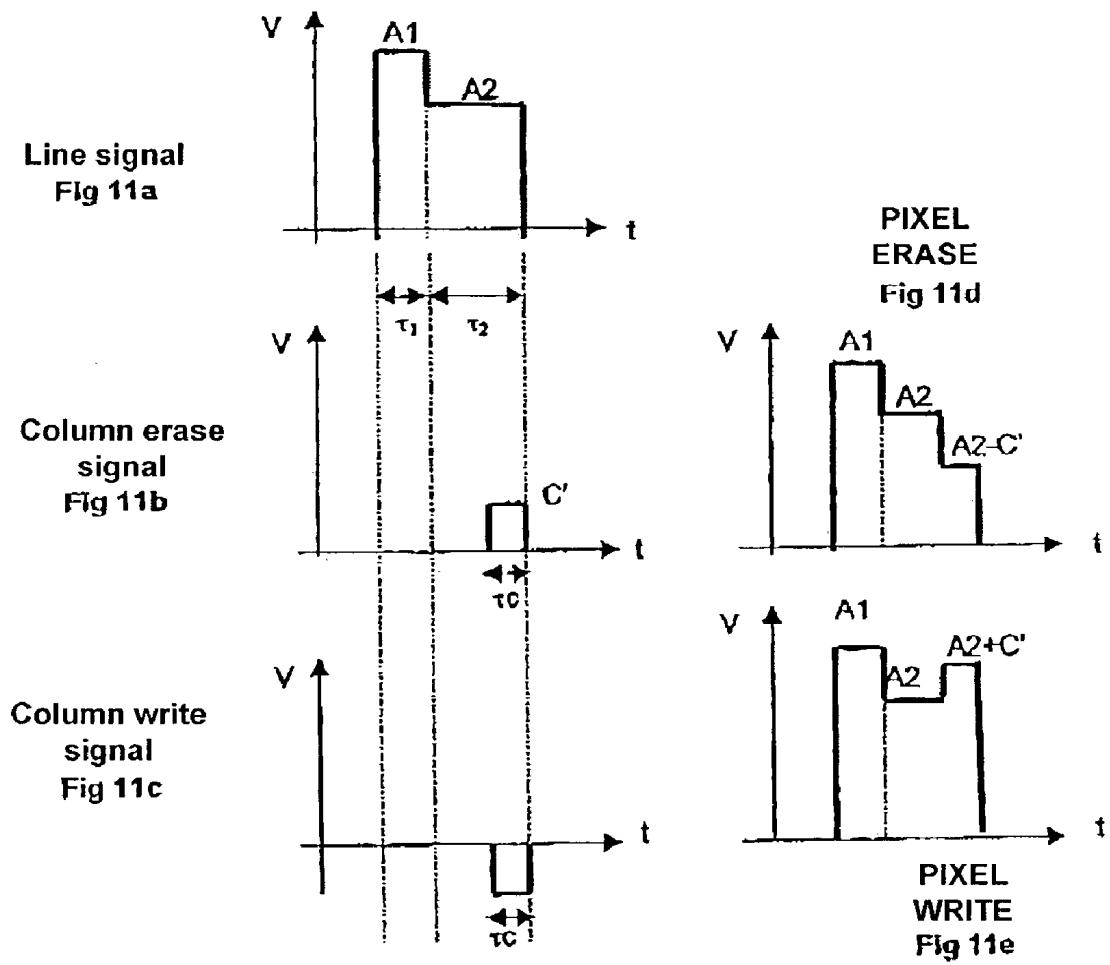 V
A1
A2
Line signal
Fig 11a
t
τ1
τ2
PIXEL
ERASE
Fig 11d
V
Column erase
signal
Fig 11b
C'
t
τc
V
A1
A2
A2-C'
t
V
Column write
signal
Fig 11c
t
τc
V
A1
A2
A2+C'
t
PIXEL
WRITE
Fig 11e